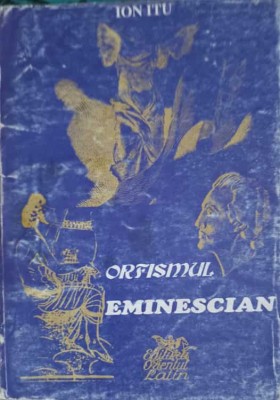 ION ITU
ORFISMUL
EMINESCIAN
Editura
Orientul
Latin